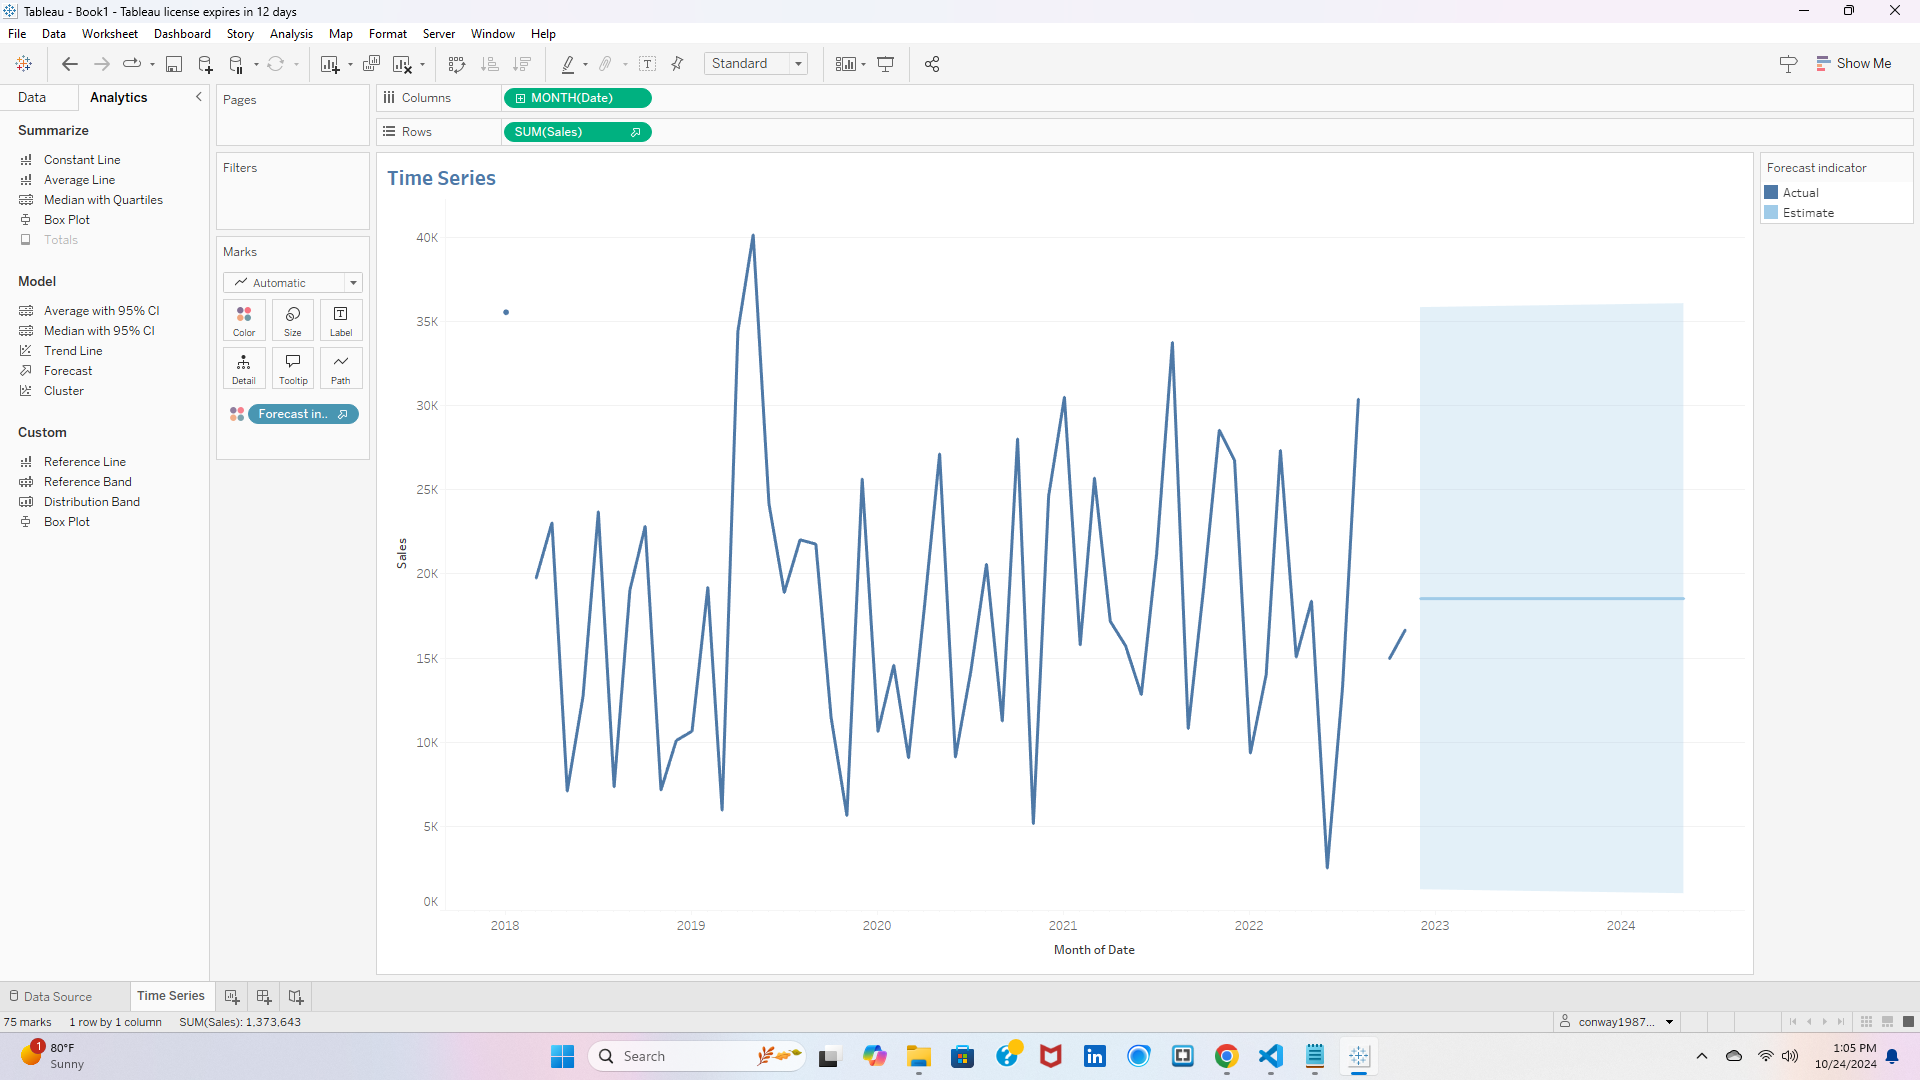 Tableau - Book1 - Tableau license expires in 12 days
File Data Worksheet Dashboard Story Analysis Map Format Server Window Help
Standard
Show Me
Data Analytics
Summarize
Constant Line
Average Line
Median with Quartiles
Box Plot
Totals
Model
Average with 95% CI
Median with 95% CI
Trend Line
Forecast
Cluster
Custom
Reference Line
Reference Band
Distribution Band
Box Plot
Pages
Filters
Marks
Automatic
Color Size Label
Detail Tooltip Path
Forecast in..
Columns MONTH(Date)
Rows SUM(Sales)
Time Series
40K
35K
30K
25K
20K
15K
10K
5K
0K
Sales
2018 2019 2020 2021 2022 2023 2024
Month of Date
Forecast indicator
Actual
Estimate
Data Source Time Series
75 marks 1 row by 1 column SUM(Sales): 1,373,643
conway1987...
1
80°F
Sunny
Search
1:05 PM
10/24/2024